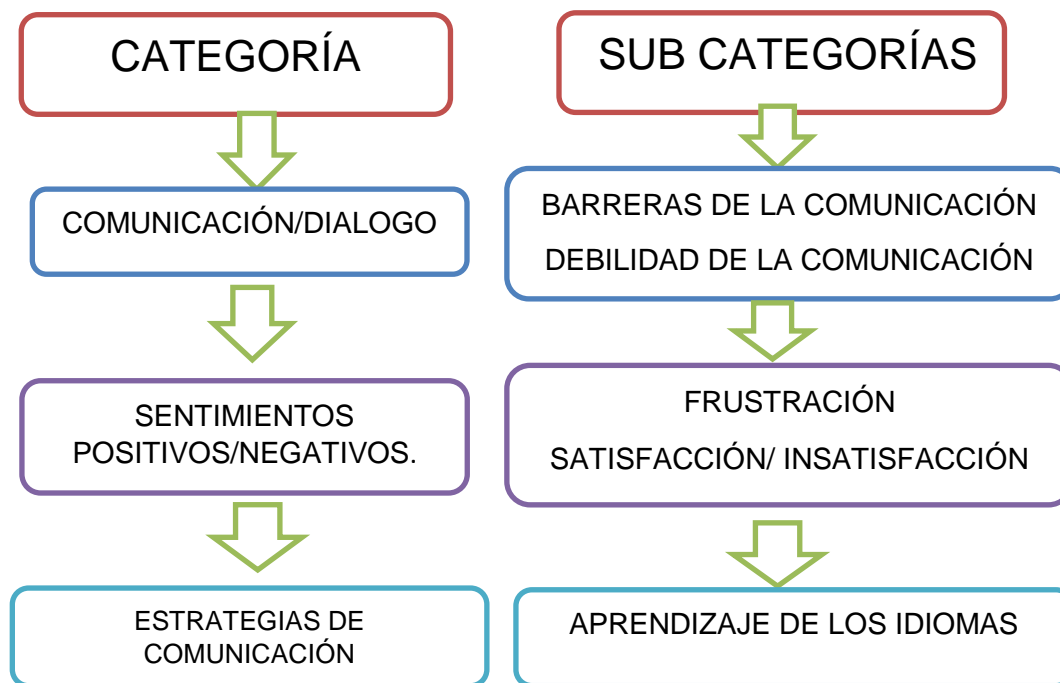 CATEGORÍA
SUB CATEGORÍAS
COMUNICACIÓN/DIALOGO
BARRERAS DE LA COMUNICACIÓN
DEBILIDAD DE LA COMUNICACIÓN
SENTIMIENTOS
POSITIVOS/NEGATIVOS.
FRUSTRACIÓN
SATISFACCIÓN/ INSATISFACCIÓN
ESTRATEGIAS DE
COMUNICACIÓN
APRENDIZAJE DE LOS IDIOMAS